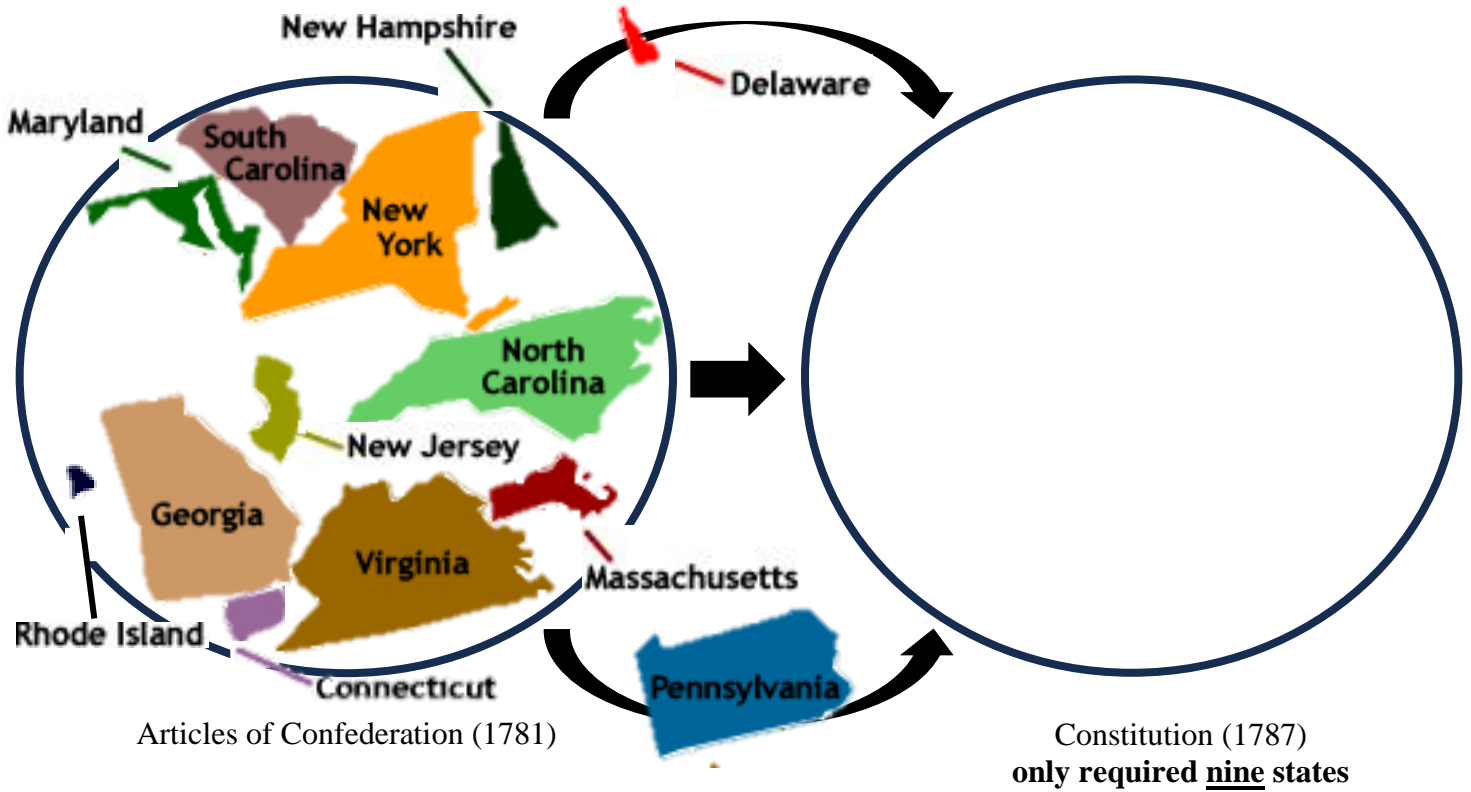 New Hampshire
Delaware
Maryland
South
Carolina
New
York
North
Carolina
New Jersey
Georgia
Virginia
Massachusetts
Rhode Island
Connecticut
Pennsylvania
Articles of Confederation (1781)
Constitution (1787)
only required nine states